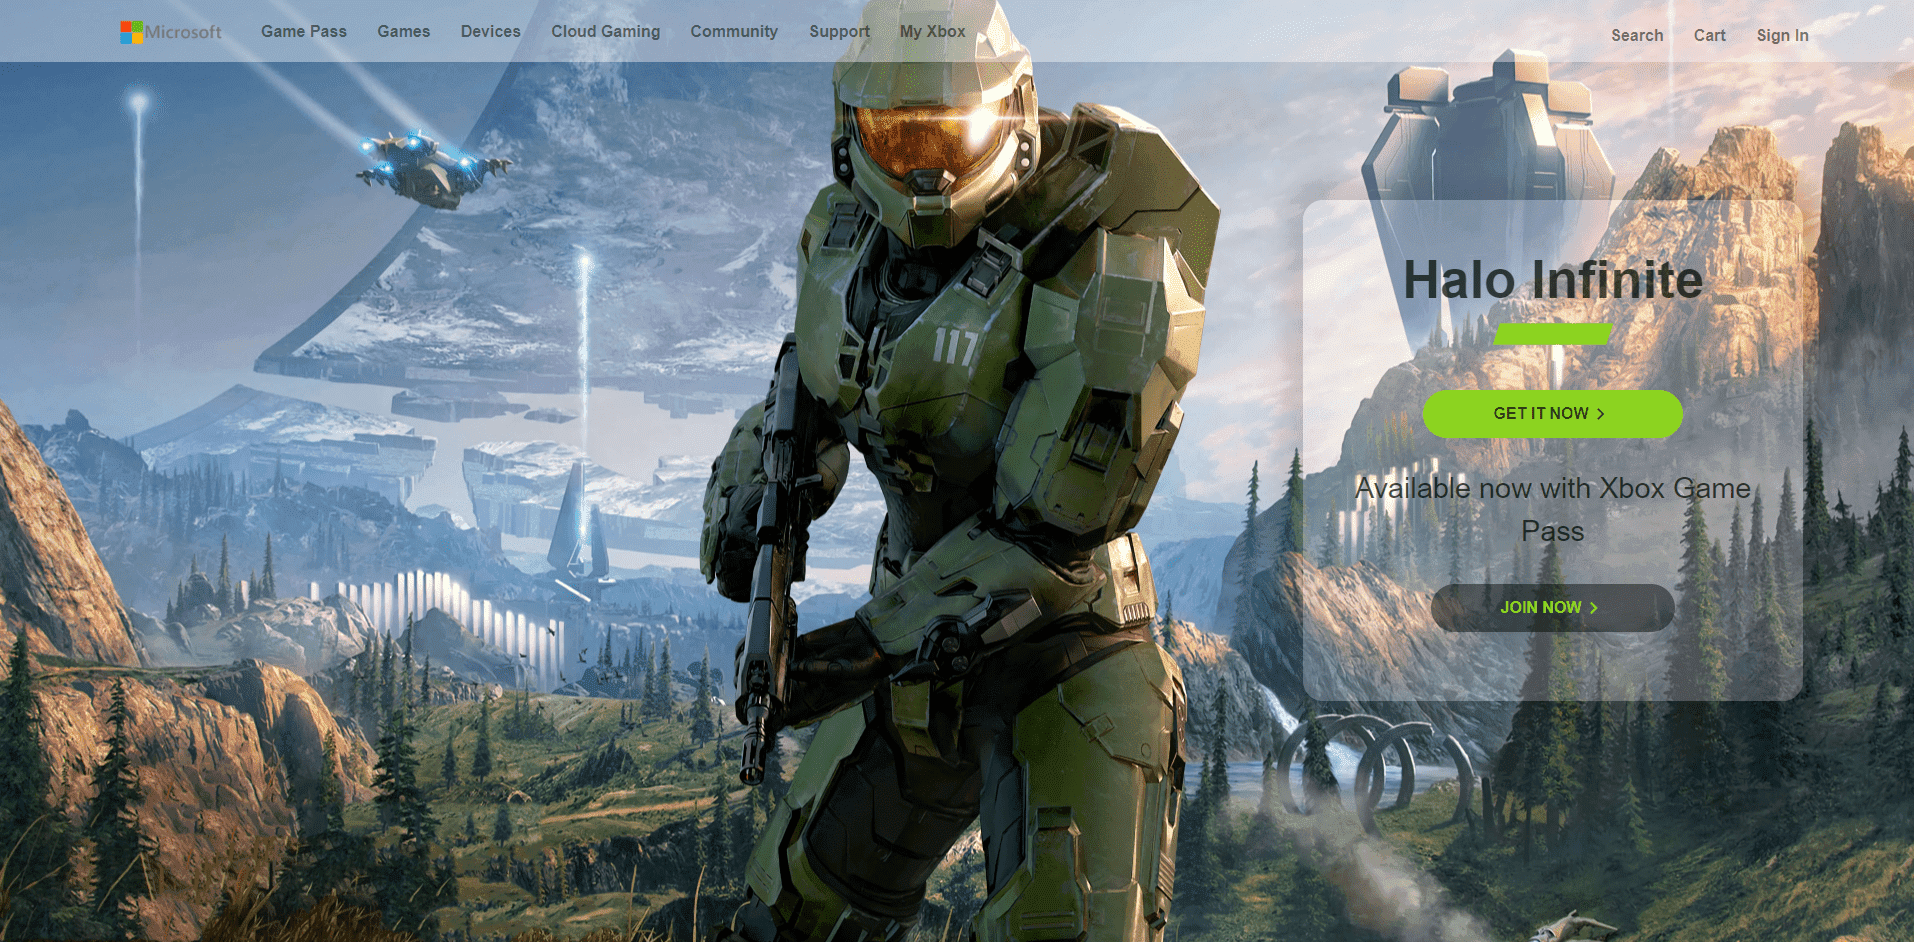 Microsoft Game Pass Games Devices Cloud Gaming Community Support My Xbox Search Cart Sign In
117
Halo Infinite
GET IT NOW
Available now with Xbox Game
Pass
JOIN NOW